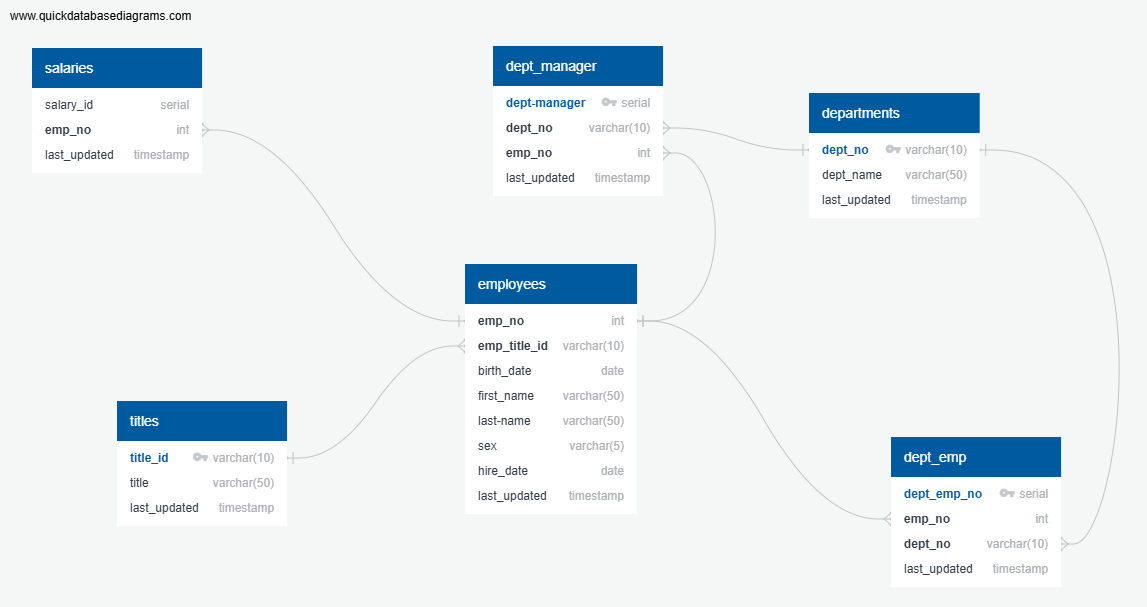 www.quickdatabasediagrams.com
salaries
salary_id serial
emp_no int
last_updated timestamp
dept_manager
dept-manager serial
dept_no varchar(10)
emp_no int
last_updated timestamp
departments
dept_no varchar(10)
dept_name varchar(50)
last_updated timestamp
employees
emp_no int
emp_title_id varchar(10)
birth_date date
first_name varchar(50)
last-name varchar(50)
sex varchar(5)
hire_date date
last_updated timestamp
titles
title_id varchar(10)
title varchar(50)
last_updated timestamp
dept_emp
dept_emp_no serial
emp_no int
dept_no varchar(10)
last_updated timestamp